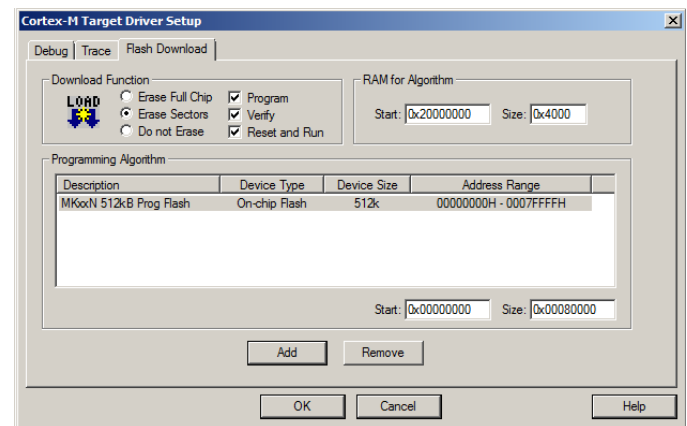 Cortex-M Target Driver Setup
Debug Trace Flash Download
Download Function
LOAD
Erase Full Chip Program
Erase Sectors Verify
Do not Erase Reset and Run
RAM for Algorithm
Start: 0x20000000 Size: 0x4000
Programming Algorithm
Description Device Type Device Size Address Range
MKxxN 512kB Prog Flash On-chip Flash 512k 00000000H - 0007FFFFH
Start: 0x00000000 Size: 0x00080000
Add Remove
OK Cancel Help